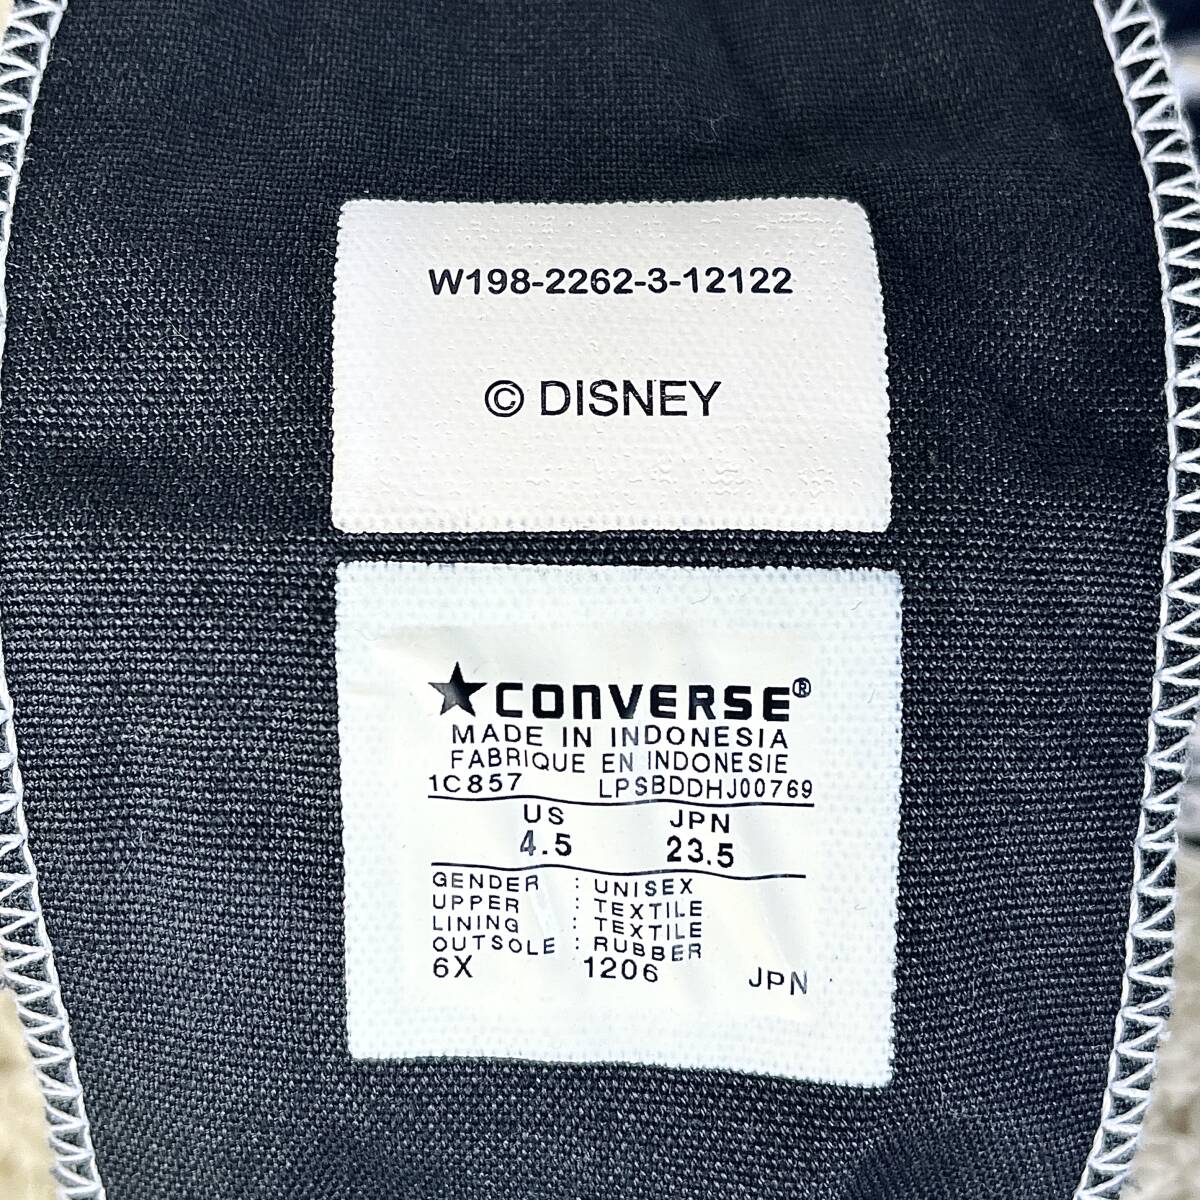 W198-2262-3-12122
© DISNEY
★CONVERSE®
MADE IN INDONESIA
FABRIQUE EN INDONESIE
1C857 LPSBDDHJ00769
US JPN
4.5 23.5
GENDER : UNISEX
UPPER : TEXTILE
LINING : TEXTILE
OUTSOLE : RUBBER
6X 1206 JPN